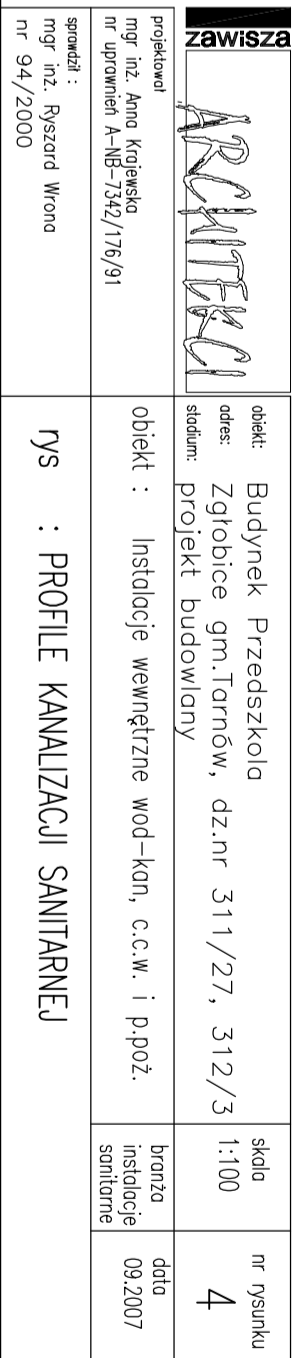 zawisza
ARCHITEKCI
obiekt: Budynek Przedszkola
adres: Zgłobice gm.Tarnów, dz.nr 311/27, 312/3
stadium: projekt budowlany
skala
1:100
nr rysunku
4
projektował
mgr inż. Anna Krajewska
nr uprawnień A-NB-7342/176/91
obiekt : Instalacje wewnętrzne wod-kan, c.c.w. i p.poż.
branża
instalacje
sanitarne
data
09.2007
sprawdził :
mgr inż. Ryszard Wrona
nr 94/2000
rys : PROFILE KANALIZACJI SANITARNEJ